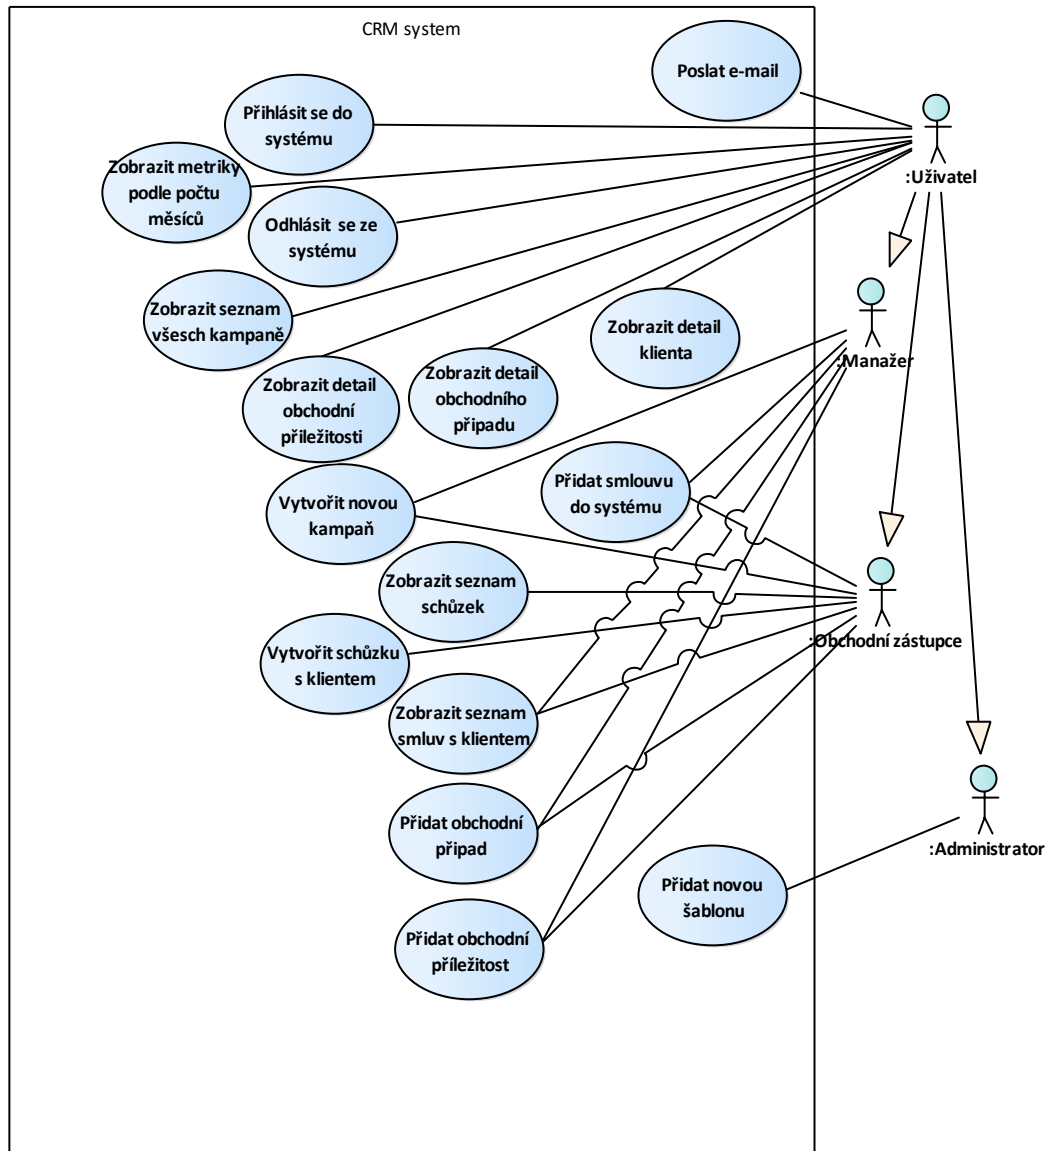 CRM system
Poslat e-mail
Přihlásit se do
systému
:Uživatel
Zobrazit metriky
podle počtu
měsíců
Odhlásit se ze
systému
Zobrazit seznam
všesch kampaně
Zobrazit detail
klienta
:Manažer
Zobrazit detail
obchodní
přiležitosti
Zobrazit detail
obchodního
připadu
Vytvořit novou
kampaň
Přidat smlouvu
do systému
Zobrazit seznam
schůzek
:Obchodní zástupce
Vytvořit schůzku
s klientem
Zobrazit seznam
smluv s klientem
Přidat obchodní
připad
:Administrator
Přidat novou
šablonu
Přidat obchodní
příležitost